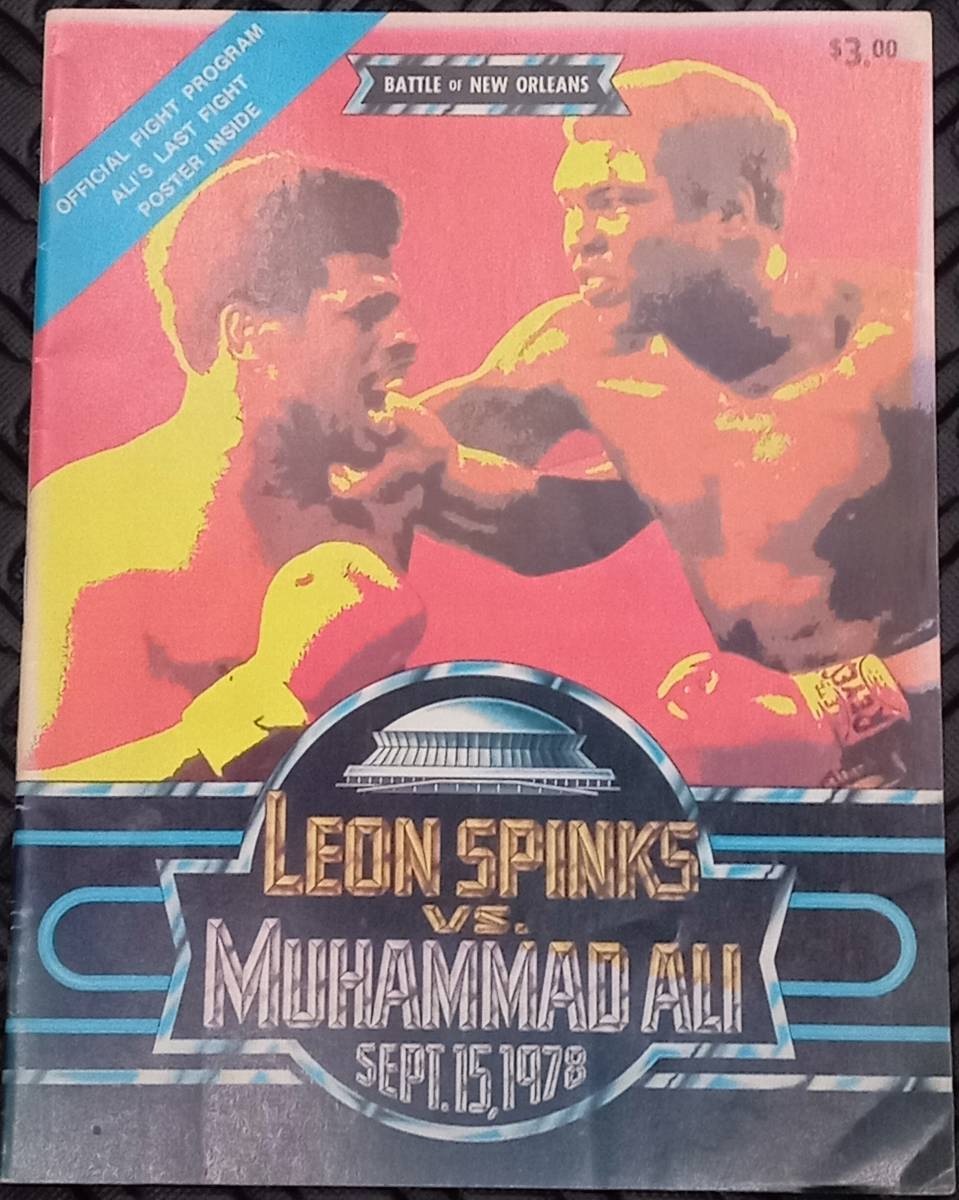 OFFICIAL FIGHT PROGRAM
ALI'S LAST FIGHT
POSTER INSIDE
$3.00
BATTLE OF NEW ORLEANS
LEON SPINKS
VS.
MUHAMMAD ALI
SEPT. 15, 1978